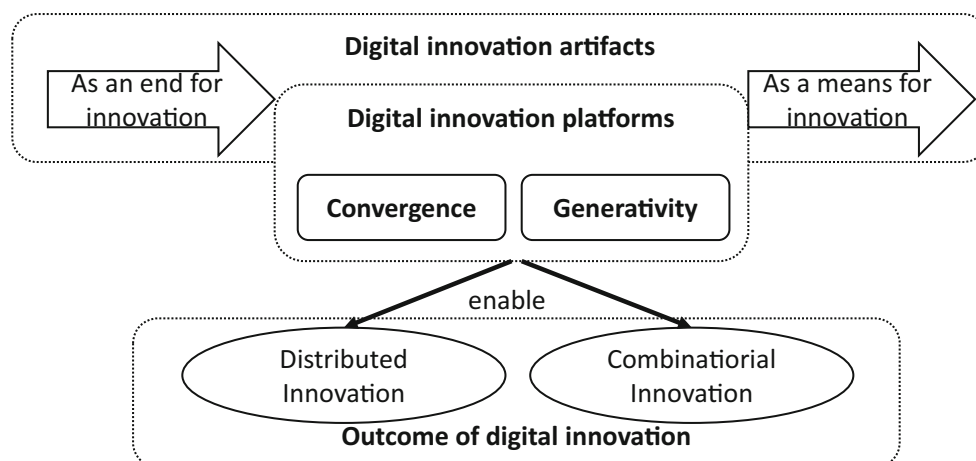 Digital innovation artifacts
As an end for
innovation
As a means for
innovation
Digital innovation platforms
Convergence
Generativity
enable
Distributed
Innovation
Combinatiorial
Innovation
Outcome of digital innovation